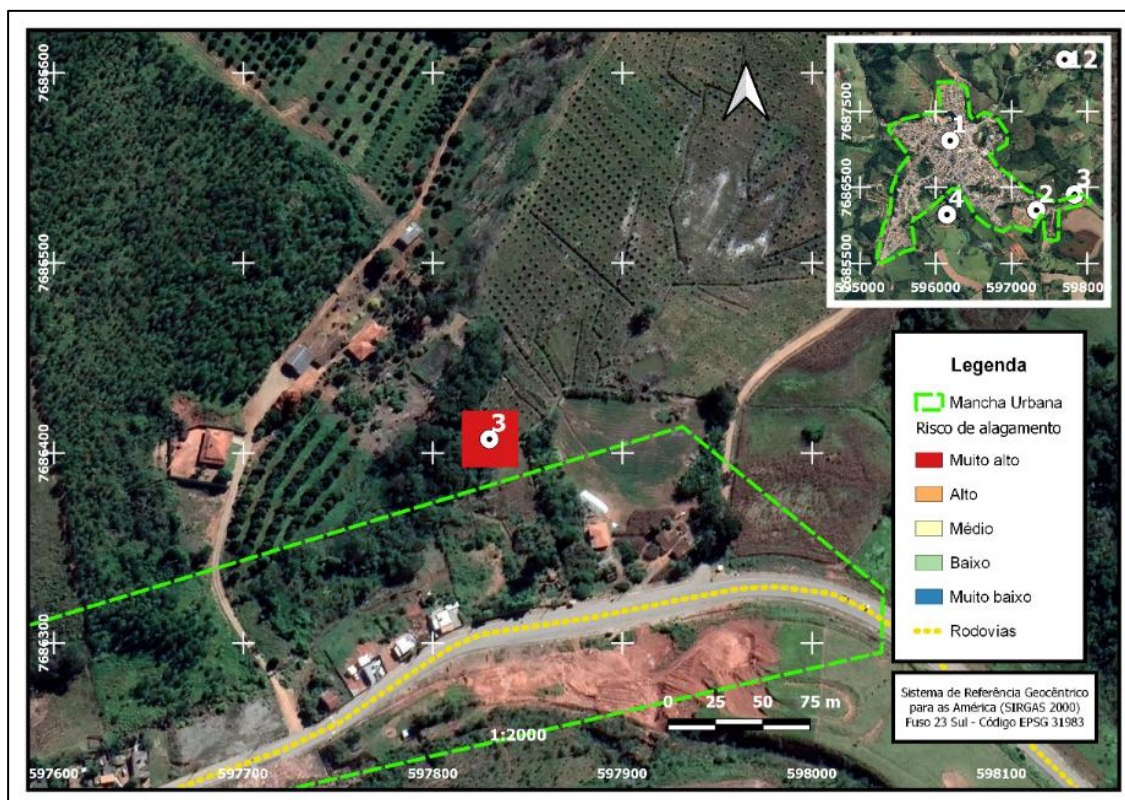 7686600
7686500
7686400
7686300
597600
597700
597800
597900
598000
598100
3
1:2000
0 25 50 75 m
7687500
7686500
7685500
595000
596000
597000
598000
12
1
3
2
4
Legenda
Mancha Urbana
Risco de alagamento
Muito alto
Alto
Médio
Baixo
Muito baixo
Rodovias
Sistema de Referência Geocêntrico
para as América (SIRGAS 2000)
Fuso 23 Sul - Código EPSG 31983